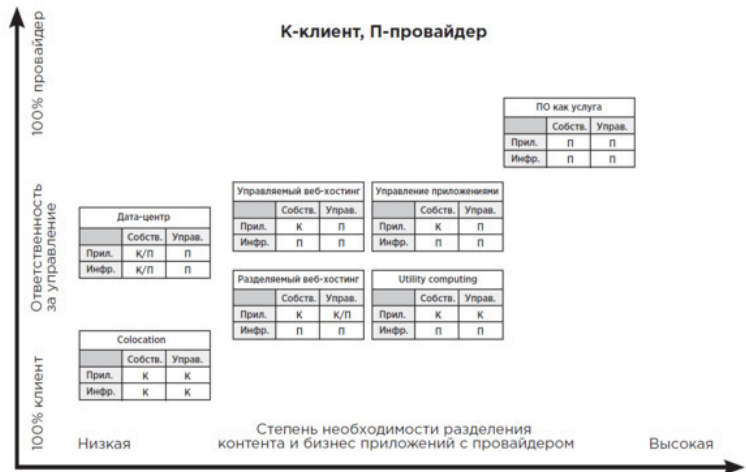 К-клиент, П-провайдер
100% провайдер
Ответственность
за управление
100% клиент
ПО как услуга
Собств. Управ.
Прил. П П
Инфр. П П
Управляемый веб-хостинг
Собств. Управ.
Прил. К П
Инфр. П П
Управление приложениями
Собств. Управ.
Прил. К П
Инфр. П П
Дата-центр
Собств. Управ.
Прил. К/П П
Инфр. К/П П
Разделяемый веб-хостинг
Собств. Управ.
Прил. К К/П
Инфр. П П
Utility computing
Собств. Управ.
Прил. К К
Инфр. П П
Colocation
Собств. Управ.
Прил. К К
Инфр. К К
Низкая
Степень необходимости разделения
контента и бизнес приложений с провайдером
Высокая